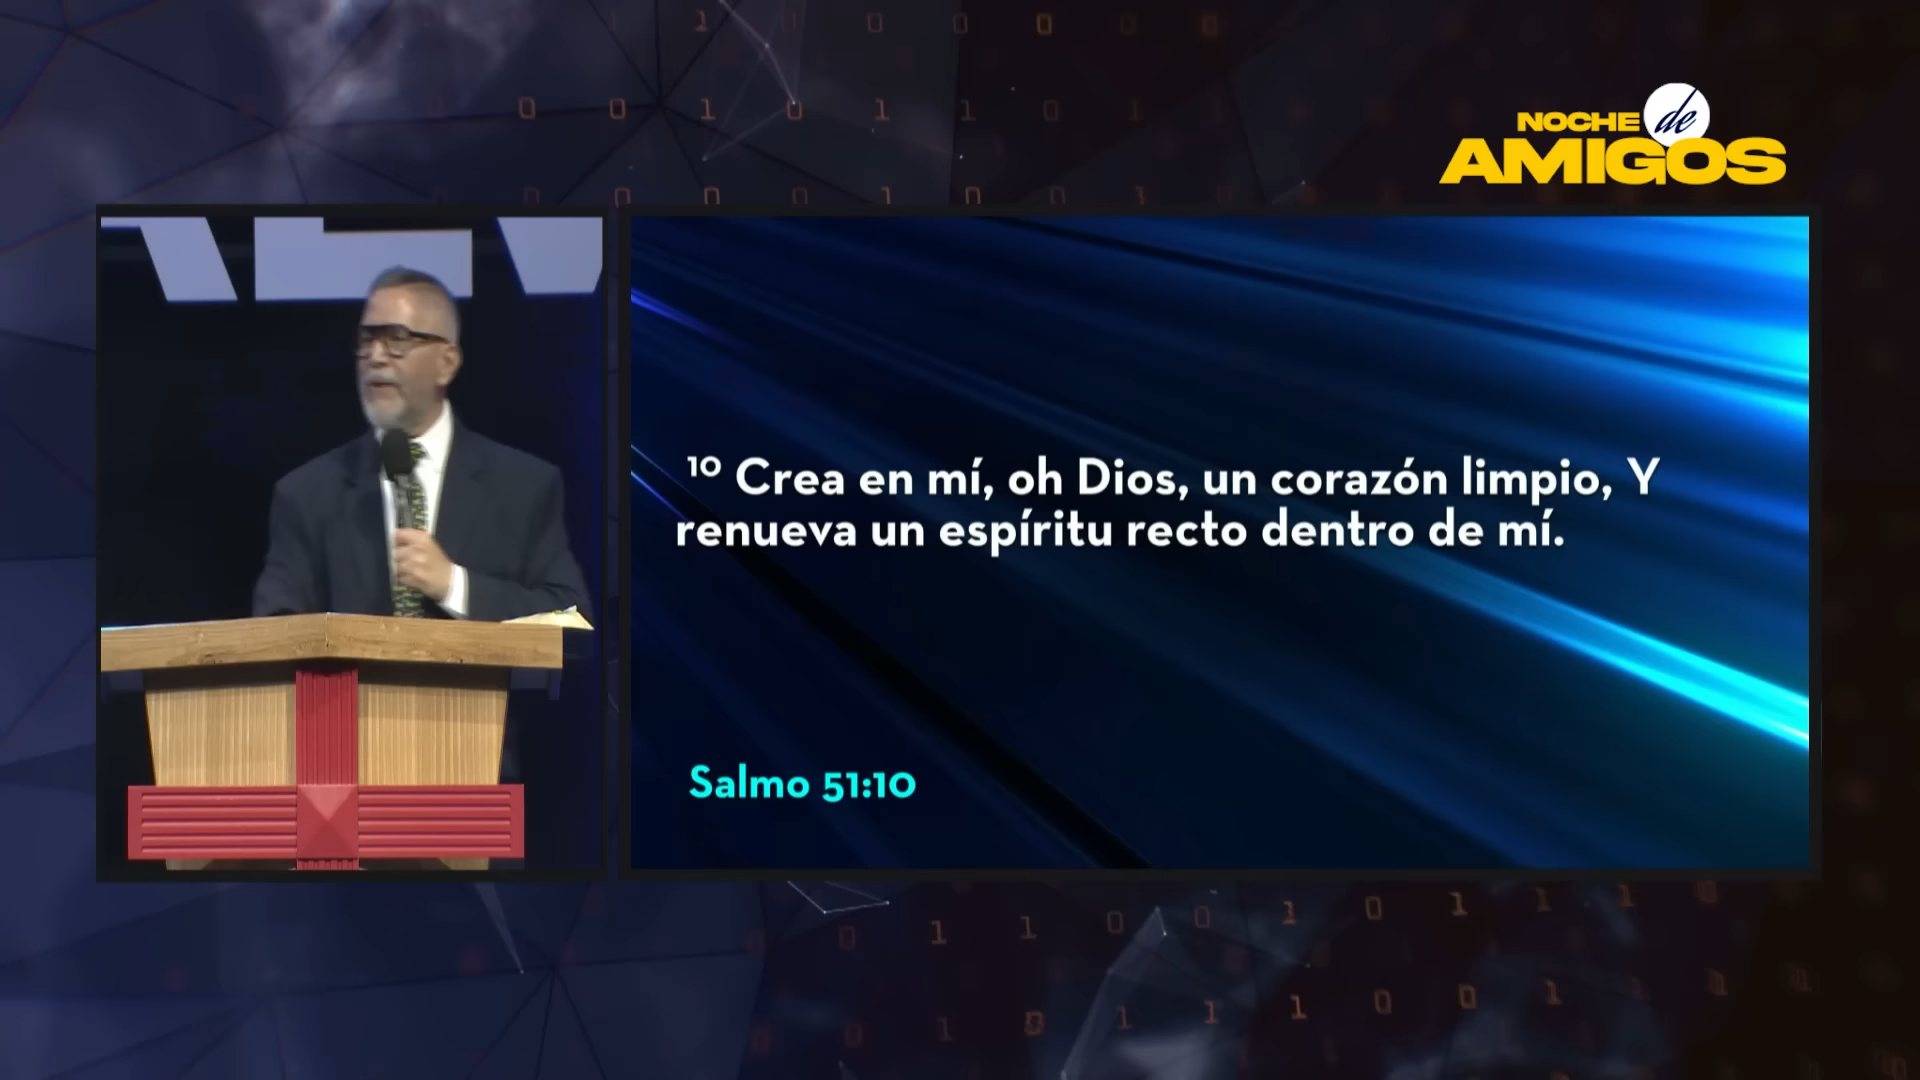 NOCHE de
AMIGOS
¹⁰ Crea en mí, oh Dios, un corazón limpio, Y
renueva un espíritu recto dentro de mí.
Salmo 51:10